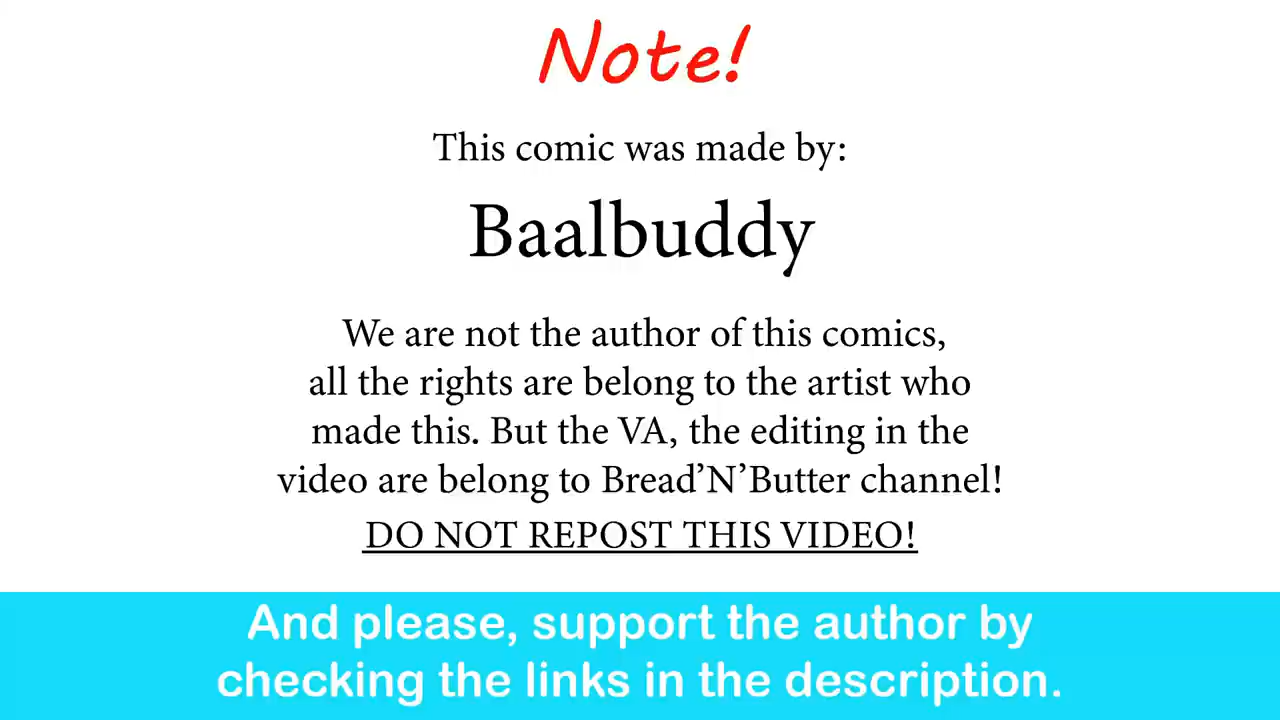 Note!
This comic was made by:
Baalbuddy
We are not the author of this comics,
all the rights are belong to the artist who
made this. But the VA, the editing in the
video are belong to Bread’N’Butter channel!
DO NOT REPOST THIS VIDEO!
And please, support the author by
checking the links in the description.